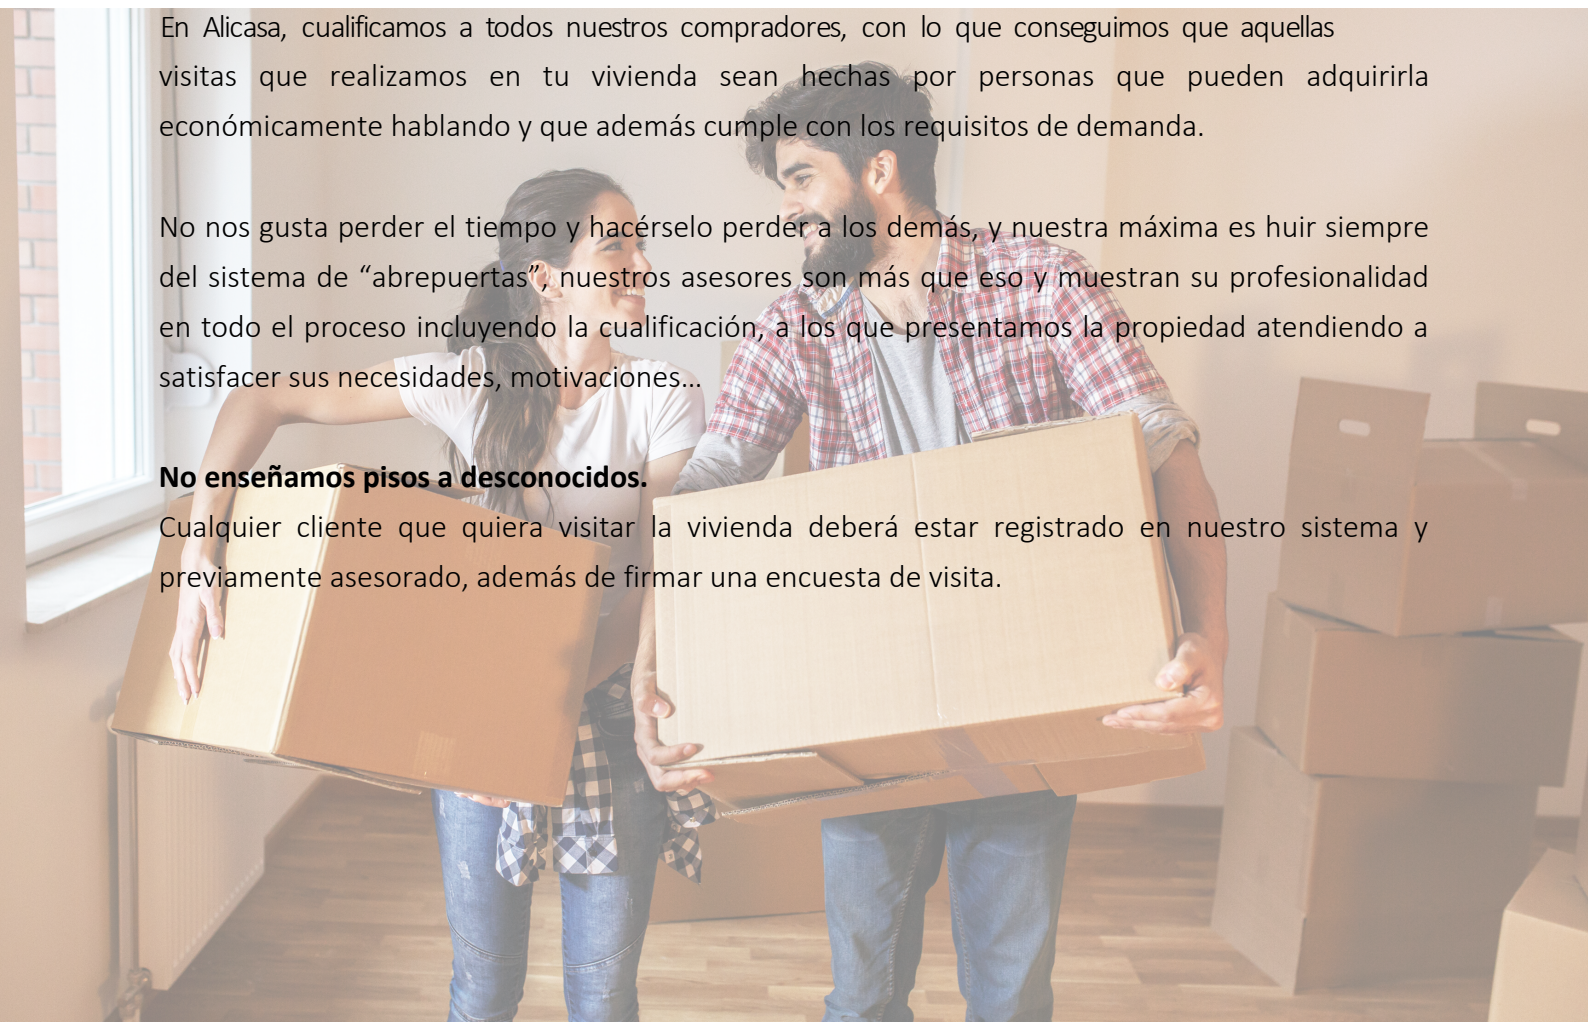 En Alicasa, cualificamos a todos nuestros compradores, con lo que conseguimos que aquellas
visitas que realizamos en tu vivienda sean hechas por personas que pueden adquirirla
económicamente hablando y que además cumple con los requisitos de demanda.
No nos gusta perder el tiempo y hacérselo perder a los demás, y nuestra máxima es huir siempre
del sistema de “abrepuertas”, nuestros asesores son más que eso y muestran su profesionalidad
en todo el proceso incluyendo la cualificación, a los que presentamos la propiedad atendiendo a
satisfacer sus necesidades, motivaciones...
No enseñamos pisos a desconocidos.
Cualquier cliente que quiera visitar la vivienda deberá estar registrado en nuestro sistema y
previamente asesorado, además de firmar una encuesta de visita.